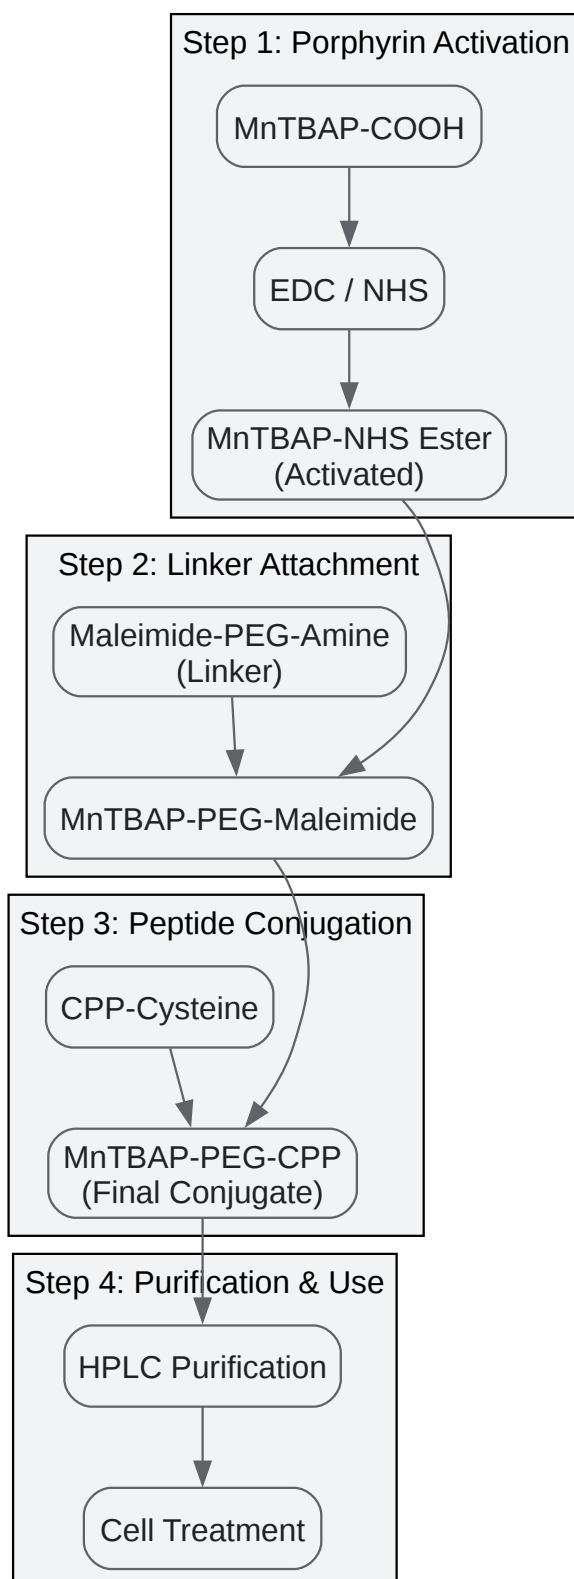 Step 1: Porphyrin Activation
MnTBAP-COOH
EDC / NHS
MnTBAP-NHS Ester
(Activated)
Step 2: Linker Attachment
Maleimide-PEG-Amine
(Linker)
MnTBAP-PEG-Maleimide
Step 3: Peptide Conjugation
CPP-Cysteine
MnTBAP-PEG-CPP
(Final Conjugate)
Step 4: Purification & Use
HPLC Purification
Cell Treatment